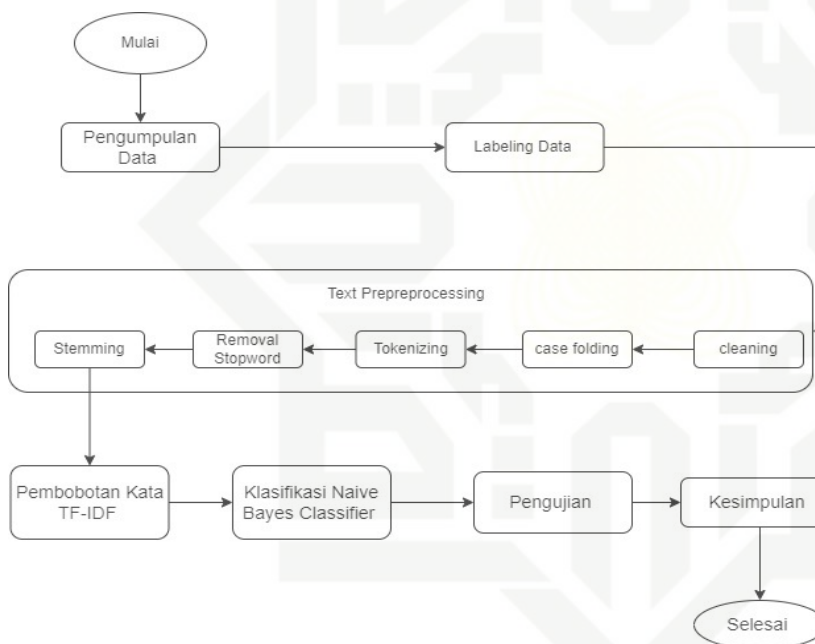 Mulai
Pengumpulan
Data
Labeling Data
Text Prepreprocessing
Stemming
Removal
Stopword
Tokenizing
case folding
cleaning
Pembobotan Kata
TF-IDF
Klasifikasi Naive
Bayes Classifier
Pengujian
Kesimpulan
Selesai